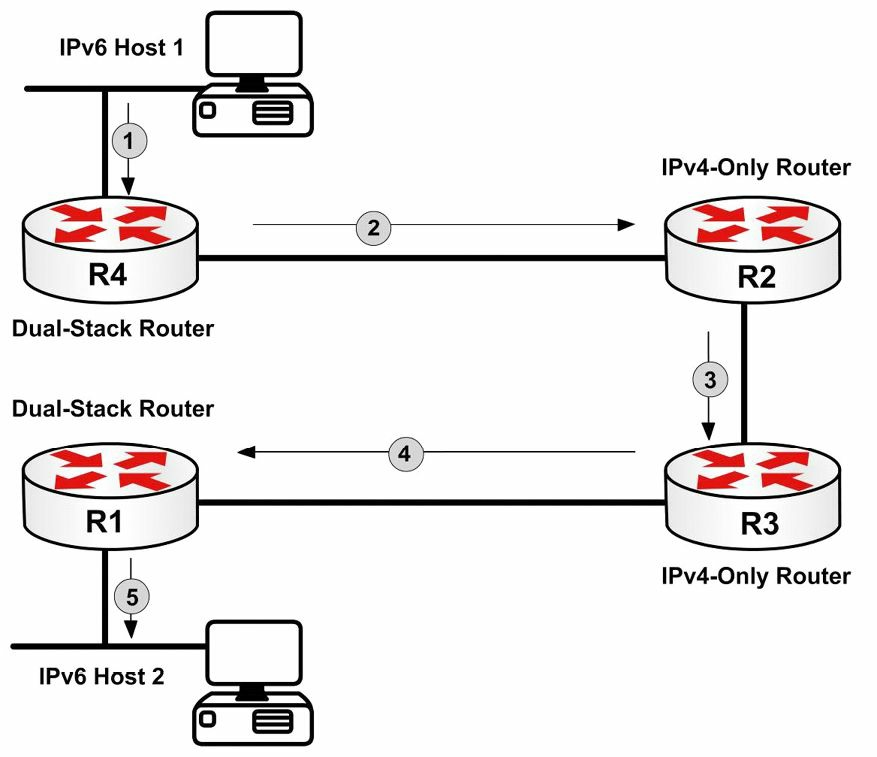 IPv6 Host 1
1
IPv4-Only Router
2
R4
R2
Dual-Stack Router
3
Dual-Stack Router
4
R1
R3
IPv4-Only Router
5
IPv6 Host 2